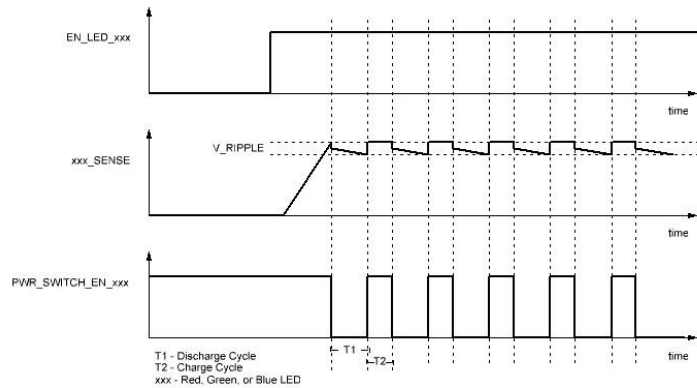 EN_LED_xxx
time
V_RIPPLE
xxx_SENSE
time
PWR_SWITCH_EN_xxx
time
T1
T2
T1 - Discharge Cycle
T2 - Charge Cycle
xxx - Red, Green, or Blue LED